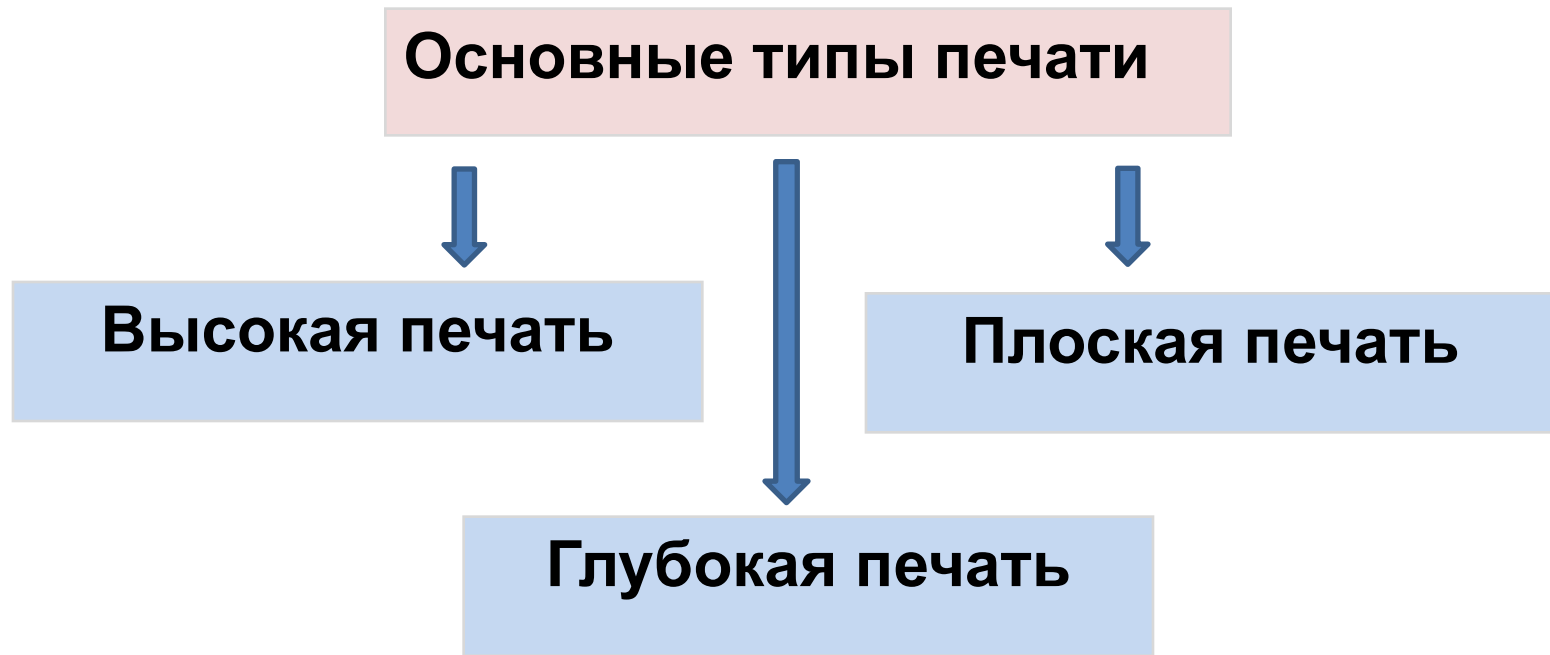 Основные типы печати
Высокая печать
Плоская печать
Глубокая печать